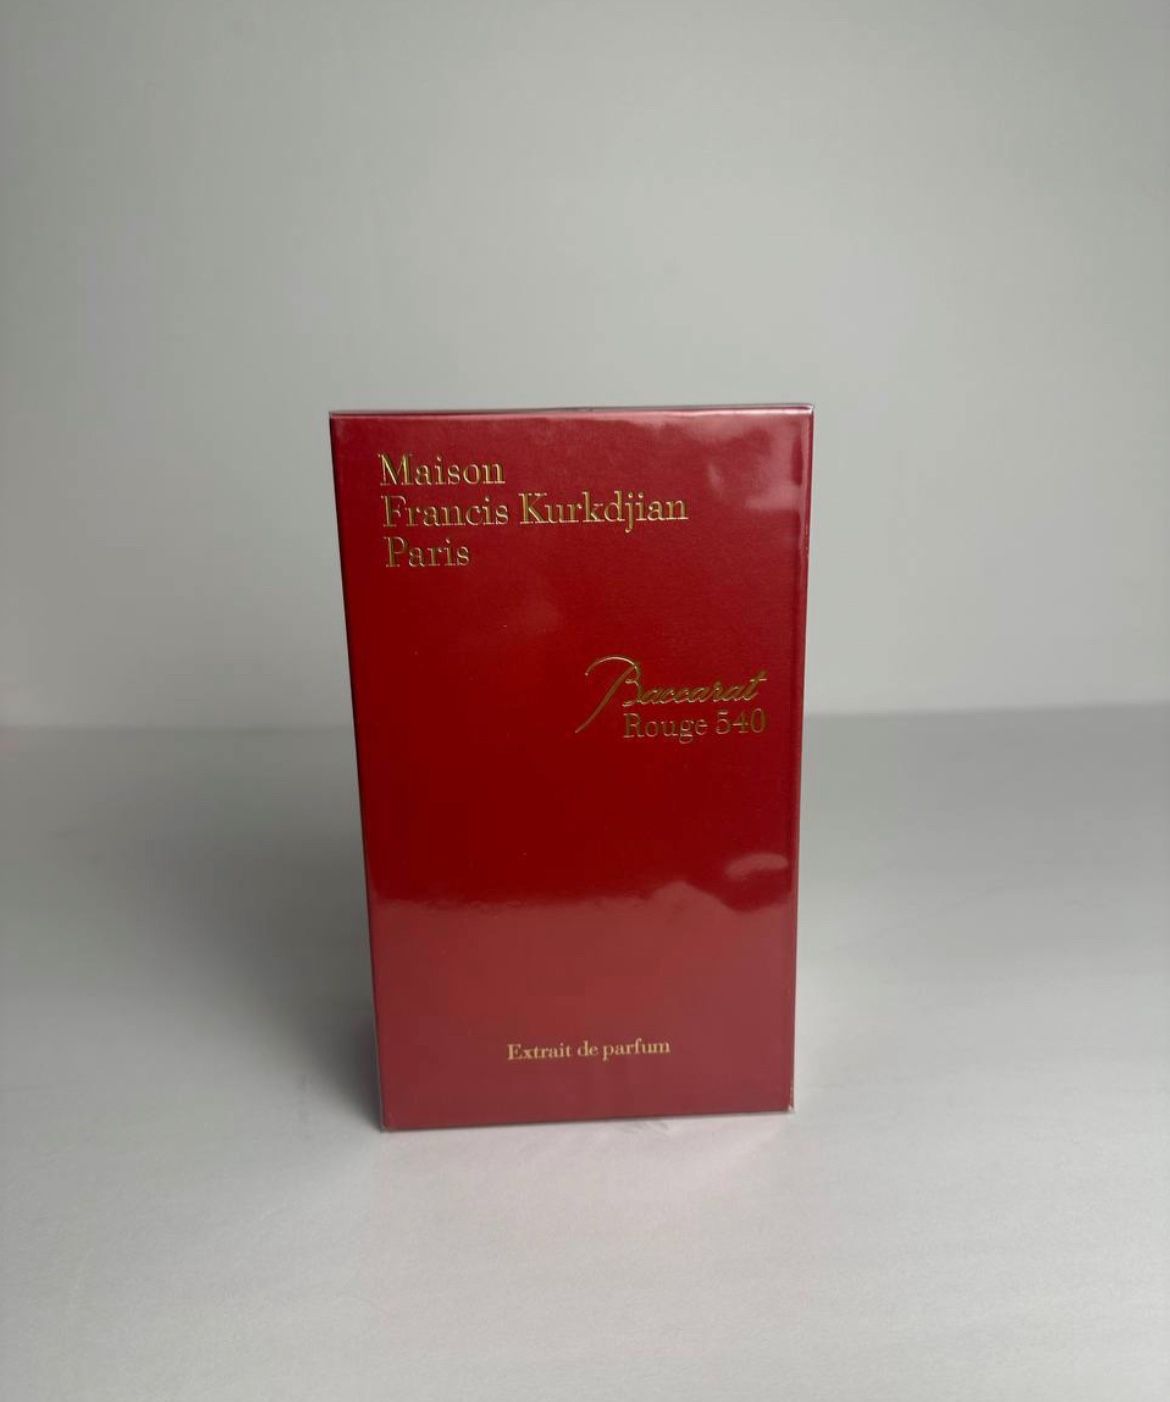 Maison
Francis Kurkdjian
Paris
Baccarat
Rouge 540
Extrait de parfum